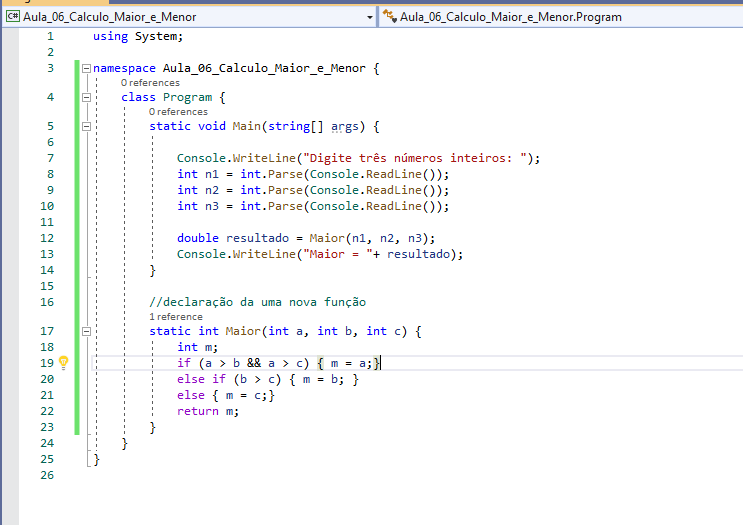 C# Aula_06_Calculo_Maior_e_Menor Aula_06_Calculo_Maior_e_Menor.Program
1 using System;
2
3 namespace Aula_06_Calculo_Maior_e_Menor {
0 references
4 class Program {
0 references
5 static void Main(string[] args) {
6
7 Console.WriteLine("Digite três números inteiros: ");
8 int n1 = int.Parse(Console.ReadLine());
9 int n2 = int.Parse(Console.ReadLine());
10 int n3 = int.Parse(Console.ReadLine());
11
12 double resultado = Maior(n1, n2, n3);
13 Console.WriteLine("Maior = "+ resultado);
14 }
15
16 //declaração da uma nova função
1 reference
17 static int Maior(int a, int b, int c) {
18 int m;
19 if (a > b && a > c) { m = a;}
20 else if (b > c) { m = b; }
21 else { m = c;}
22 return m;
23 }
24 }
25 }
26